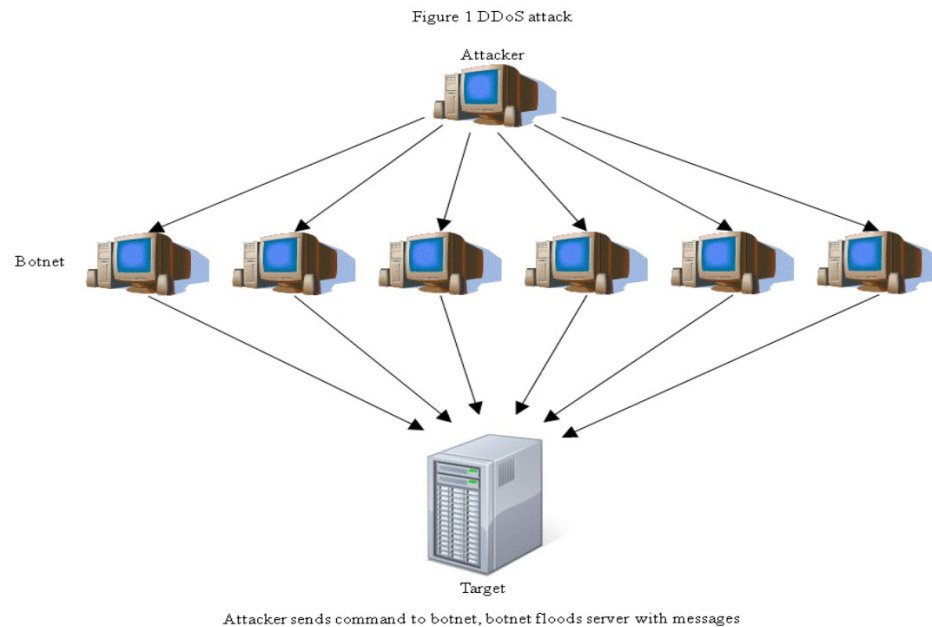 Figure 1 DDoS attack
Attacker
Botnet
Target
Attacker sends command to botnet, botnet floods server with messages